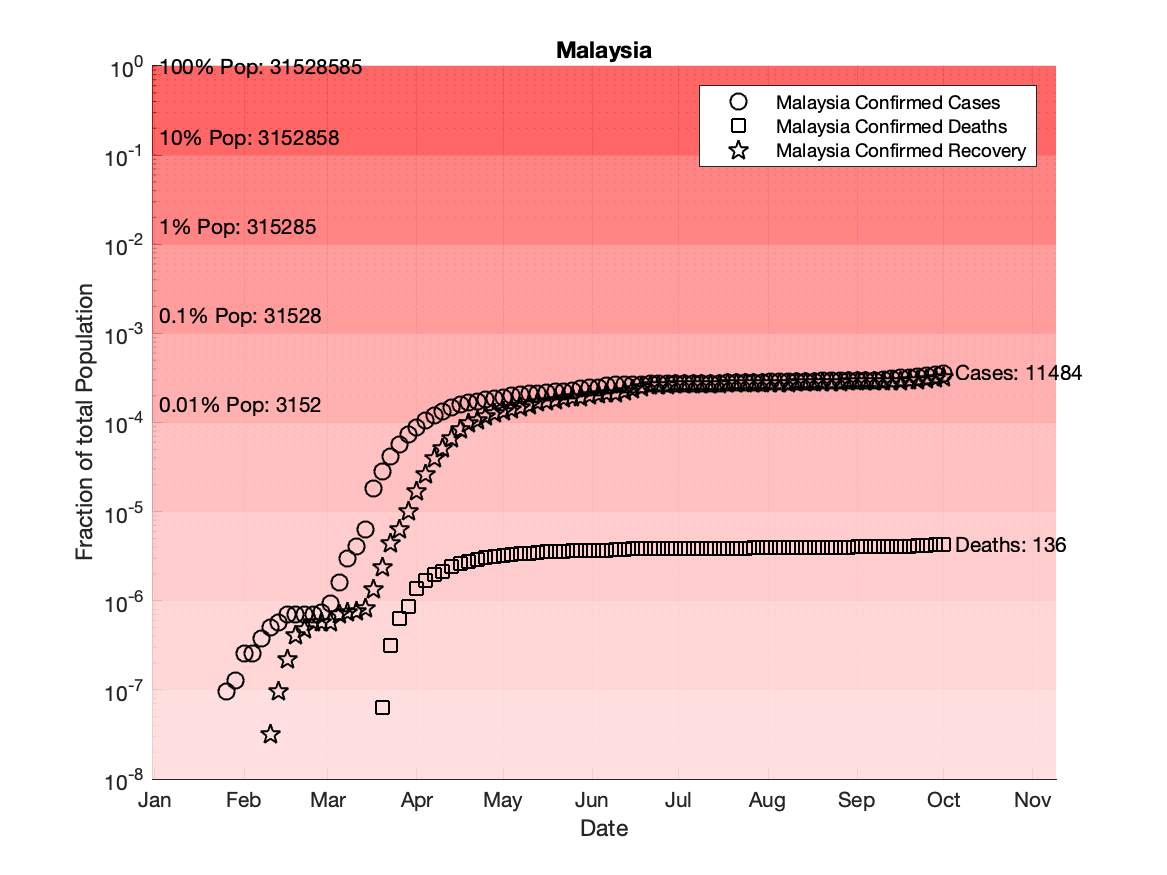 Malaysia
10^0
100% Pop: 31528585
Malaysia Confirmed Cases
Malaysia Confirmed Deaths
Malaysia Confirmed Recovery
10% Pop: 3152858
10^-1
1% Pop: 315285
10^-2
0.1% Pop: 31528
10^-3
Cases: 11484
0.01% Pop: 3152
10^-4
10^-5
Deaths: 136
10^-6
10^-7
10^-8
Fraction of total Population
Jan Feb Mar Apr May Jun Jul Aug Sep Oct Nov
Date